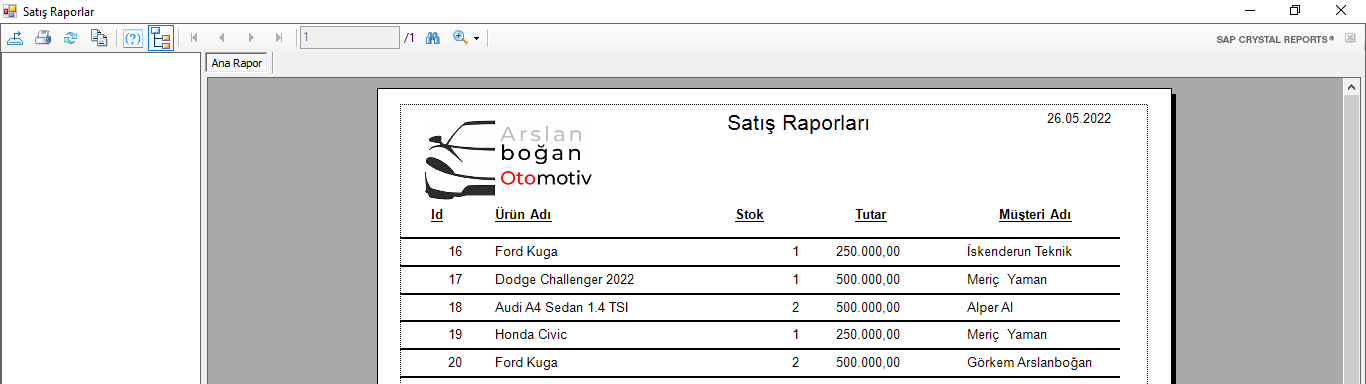 Satış Raporlar
1 /1
SAP CRYSTAL REPORTS®
Ana Rapor
Arslan
boğan
Otomotiv
Satış Raporları
26.05.2022
Id Ürün Adı Stok Tutar Müşteri Adı
16 Ford Kuga 1 250.000,00 İskenderun Teknik
17 Dodge Challenger 2022 1 500.000,00 Meriç Yaman
18 Audi A4 Sedan 1.4 TSI 2 500.000,00 Alper Al
19 Honda Civic 1 250.000,00 Meriç Yaman
20 Ford Kuga 2 500.000,00 Görkem Arslanboğan